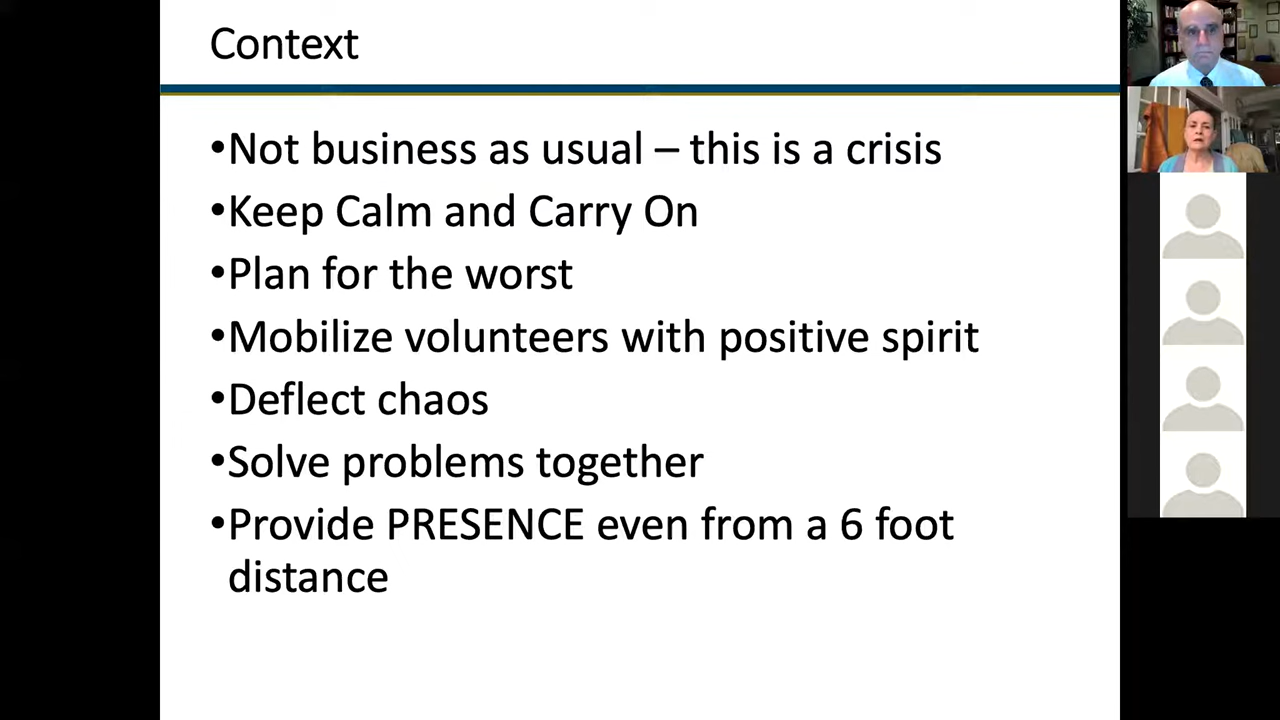 Context
•Not business as usual – this is a crisis
•Keep Calm and Carry On
•Plan for the worst
•Mobilize volunteers with positive spirit
•Deflect chaos
•Solve problems together
•Provide PRESENCE even from a 6 foot
distance